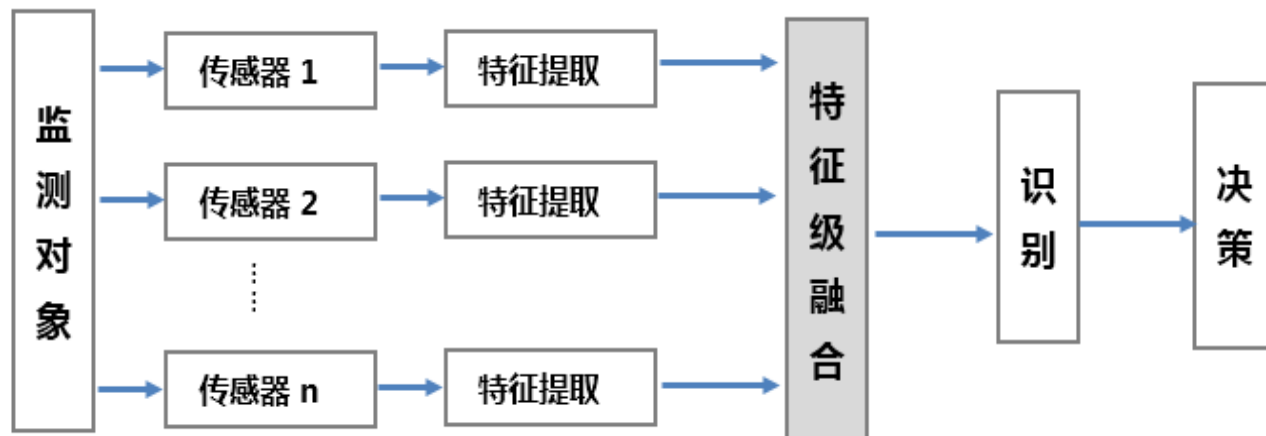 监测对象
传感器 1
特征提取
传感器 2
特征提取
传感器 n
特征提取
特征级融合
识别
决策